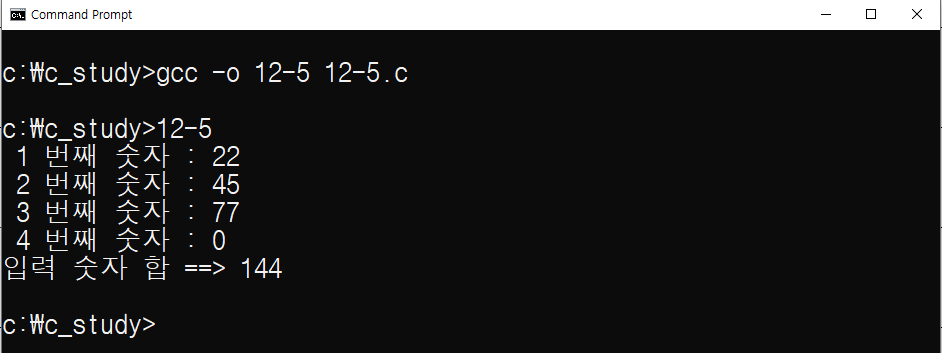 Command Prompt
c:₩c_study>gcc -o 12-5 12-5.c
c:₩c_study>12-5
1 번째 숫자 : 22
2 번째 숫자 : 45
3 번째 숫자 : 77
4 번째 숫자 : 0
입력 숫자 합 ==> 144
c:₩c_study>